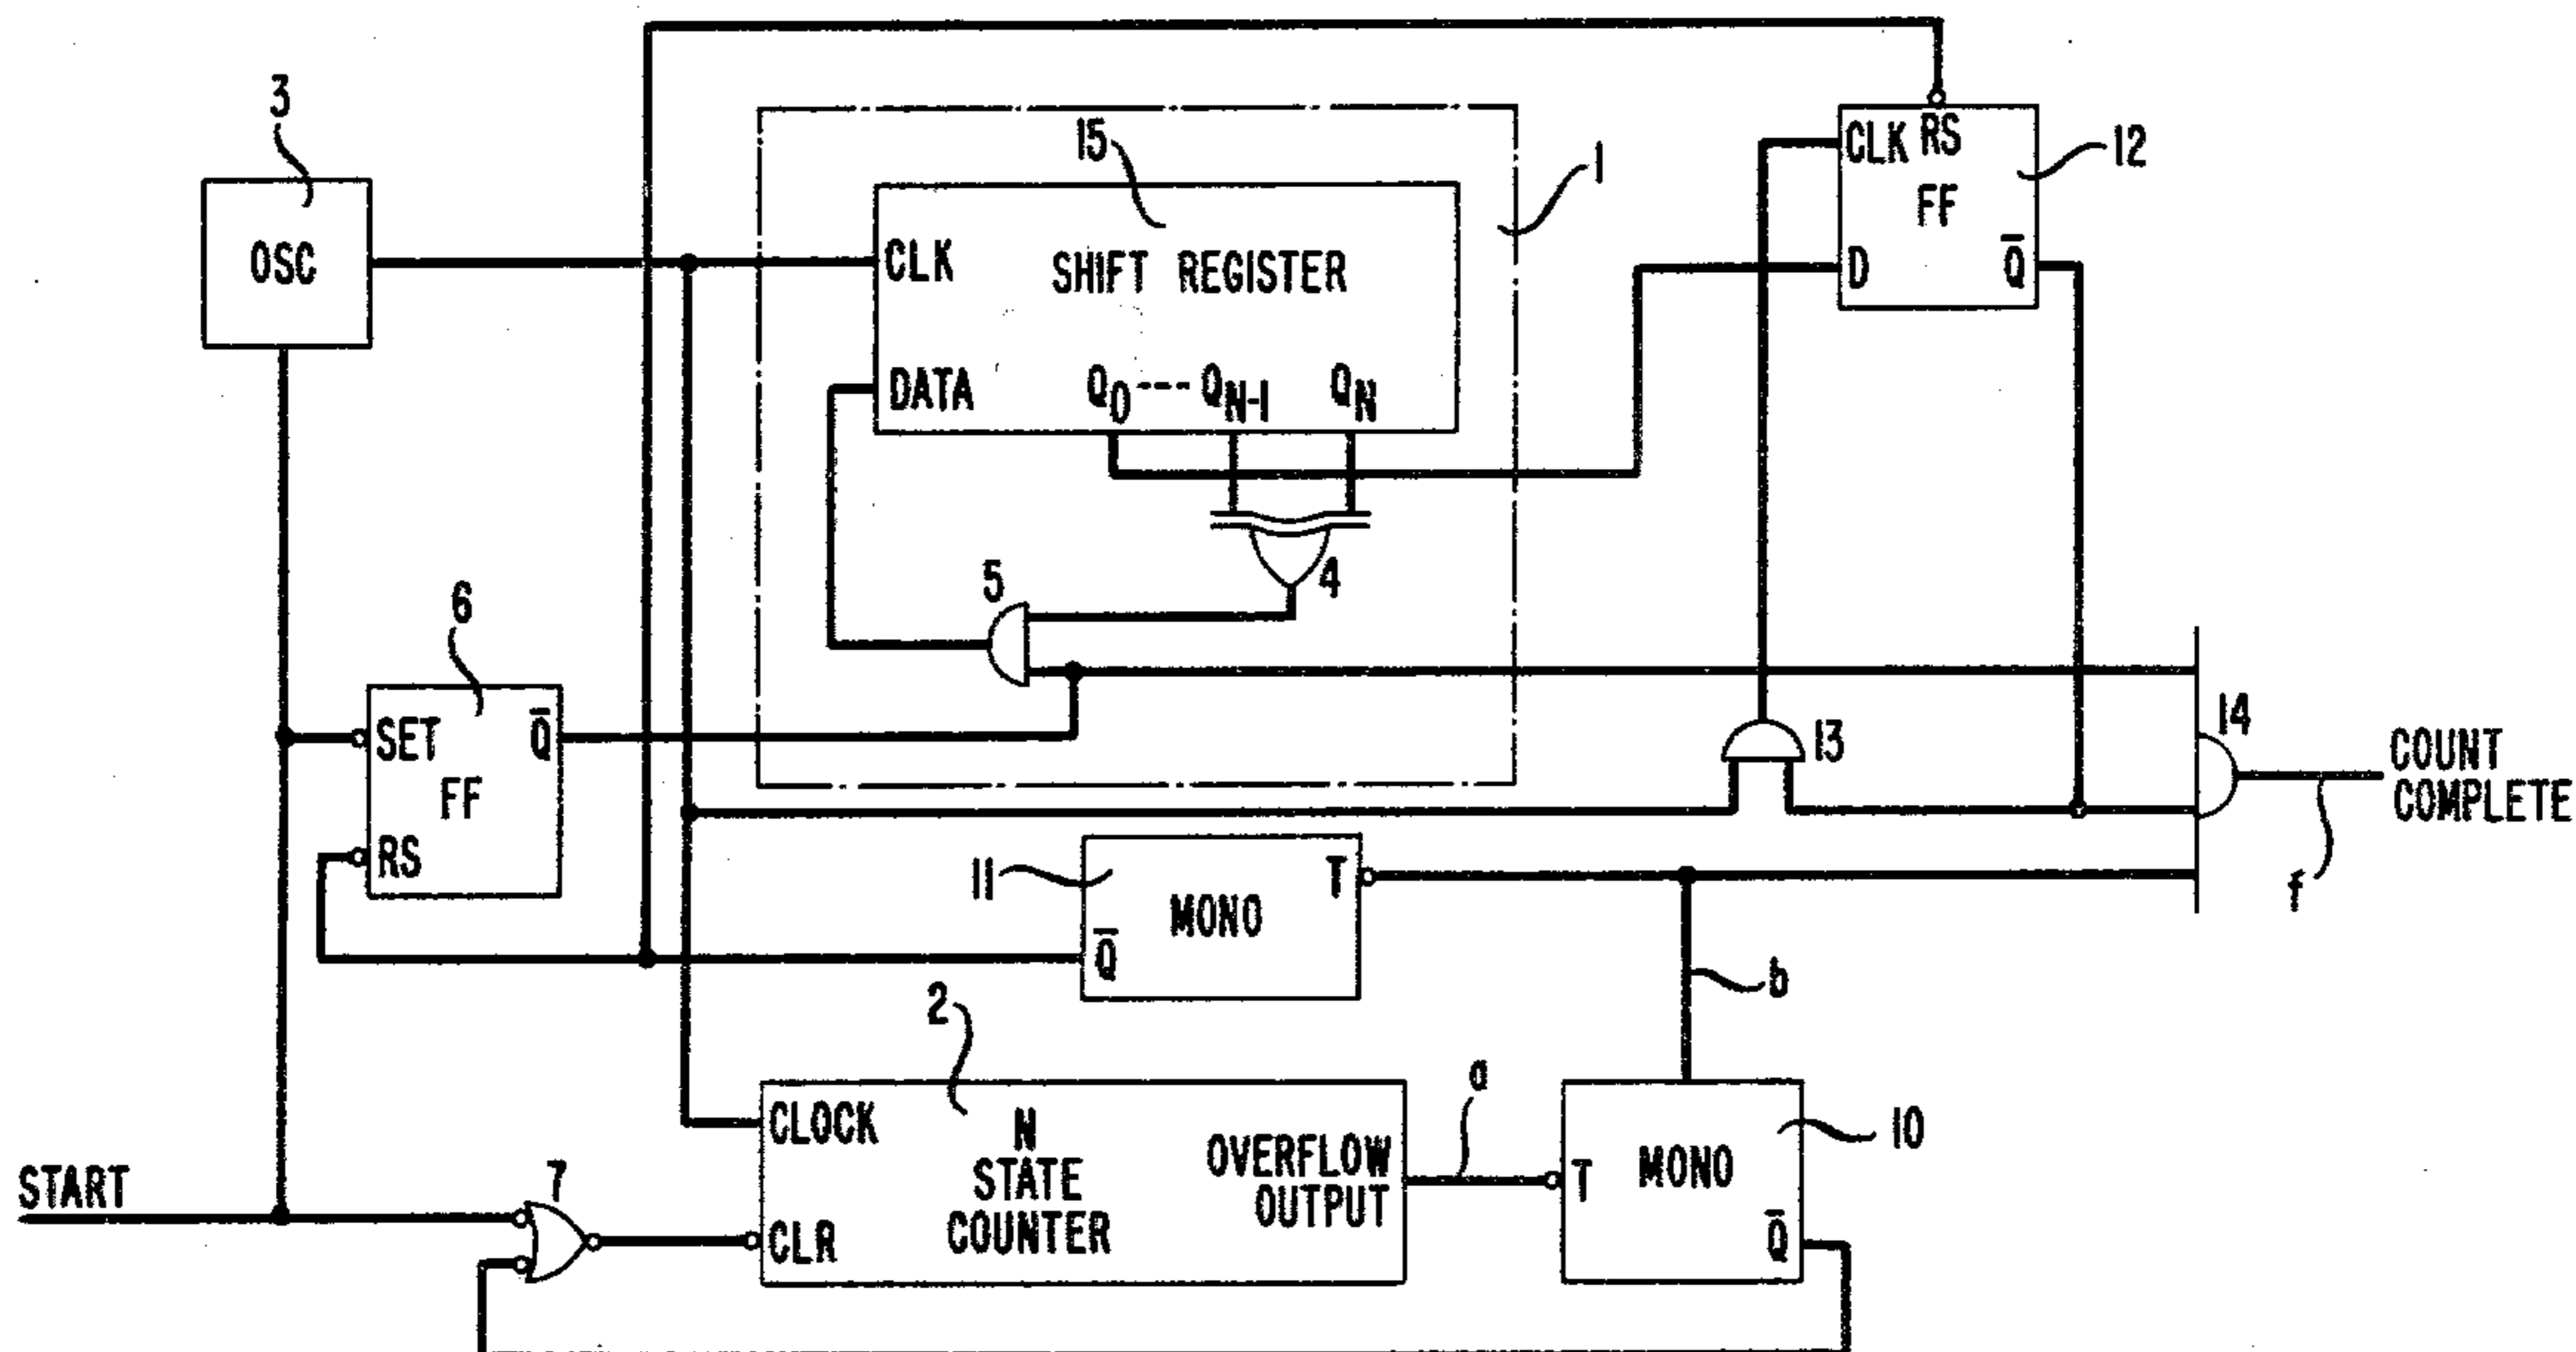 3
OSC
15
1
CLK
SHIFT REGISTER
DATA
Q0 ---- QN-1 QN
4
5
CLK RS
FF
D Q̅
12
6
SET Q̅
FF
RS
13
14
COUNT
COMPLETE
f
11
T
MONO
Q̅
b
2
CLOCK
N
STATE
COUNTER
OVERFLOW
OUTPUT
CLR
a
T
MONO
Q̅
10
START
7